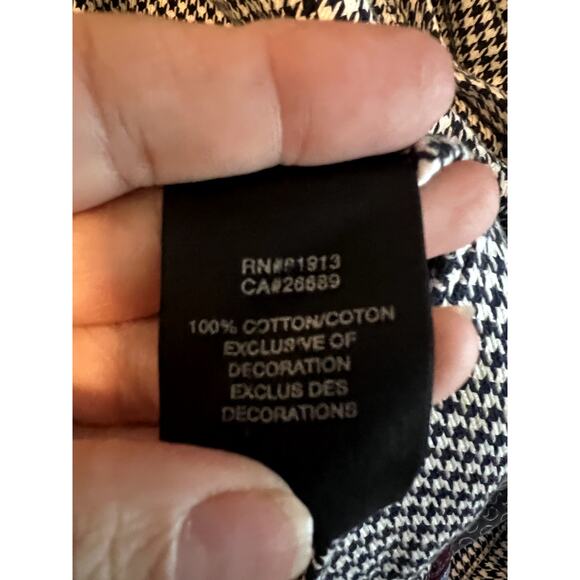 RN#81913
CA#26689
100% COTTON/COTON
EXCLUSIVE OF
DECORATION
EXCLUS DES
DECORATIONS